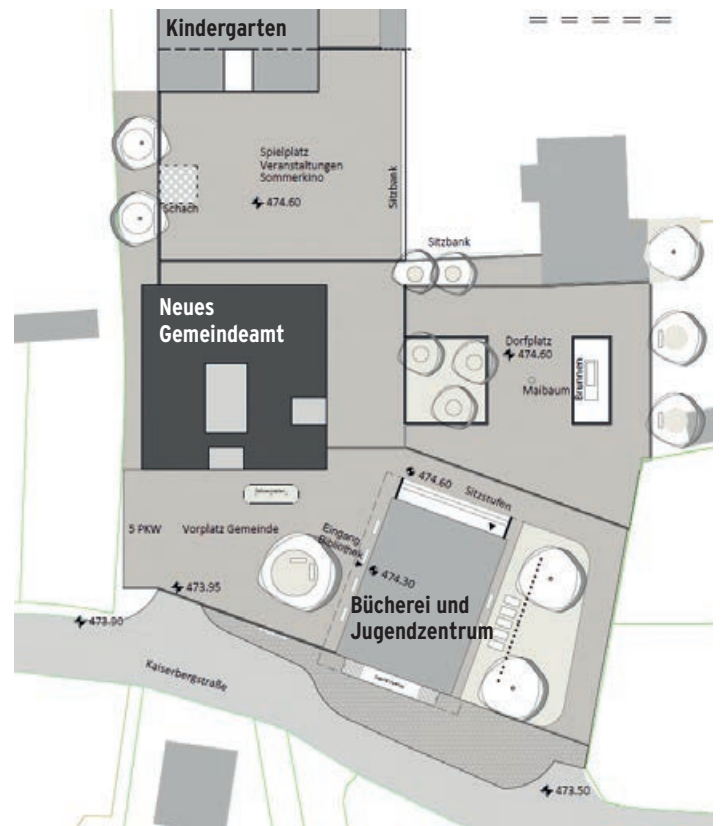 Kindergarten
Spielplatz
Veranstaltungen
Sommerkino
474.60
Schach
Sitzbank
Sitzbank
Neues
Gemeindeamt
Dorfplatz
474.60
Maibaum
Brunnen
474.60
Sitzstufen
5 PKW
Vorplatz Gemeinde
Eingang
Bibliothek
474.30
Bücherei und
Jugendzentrum
473.95
473.90
Kaiserbergstraße
473.50